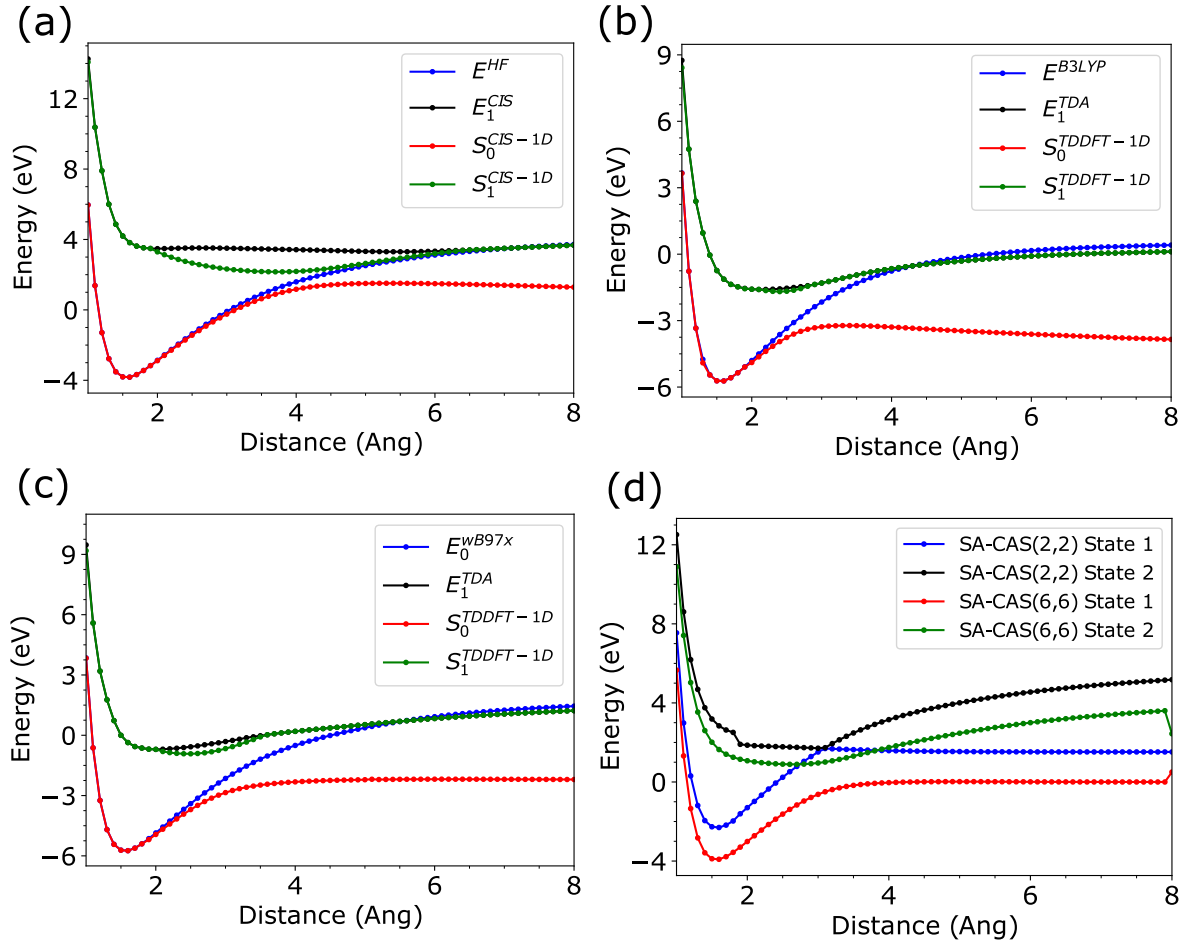 (a)
Energy (eV)
12
8
4
0
−4
2
4
6
8
Distance (Ang)
E^{HF}
E_1^{CIS}
S_0^{CIS−1D}
S_1^{CIS−1D}
(b)
Energy (eV)
9
6
3
0
−3
−6
2
4
6
8
Distance (Ang)
E^{B3LYP}
E_1^{TDA}
S_0^{TDDFT−1D}
S_1^{TDDFT−1D}
(c)
Energy (eV)
9
6
3
0
−3
−6
2
4
6
8
Distance (Ang)
E_0^{wB97x}
E_1^{TDA}
S_0^{TDDFT−1D}
S_1^{TDDFT−1D}
(d)
Energy (eV)
12
8
4
0
−4
2
4
6
8
Distance (Ang)
SA-CAS(2,2) State 1
SA-CAS(2,2) State 2
SA-CAS(6,6) State 1
SA-CAS(6,6) State 2